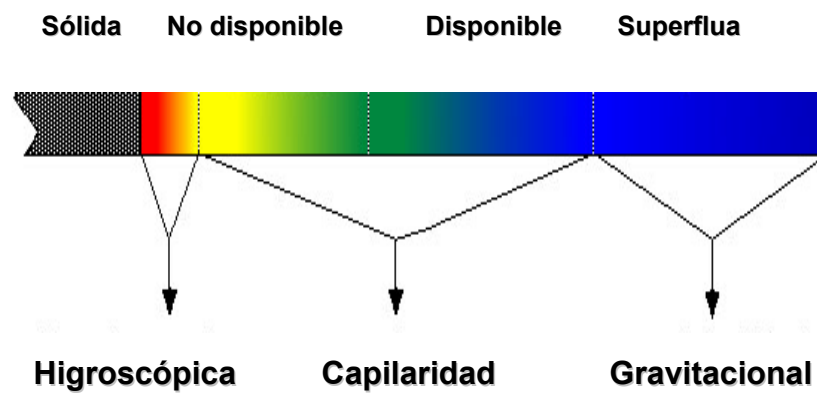 Sólida No disponible Disponible Superflua
Higroscópica Capilaridad Gravitacional